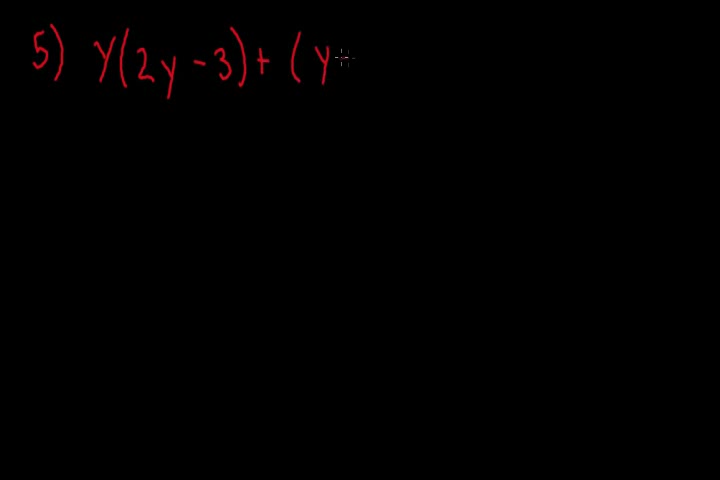 5) y(2y - 3) + ( y